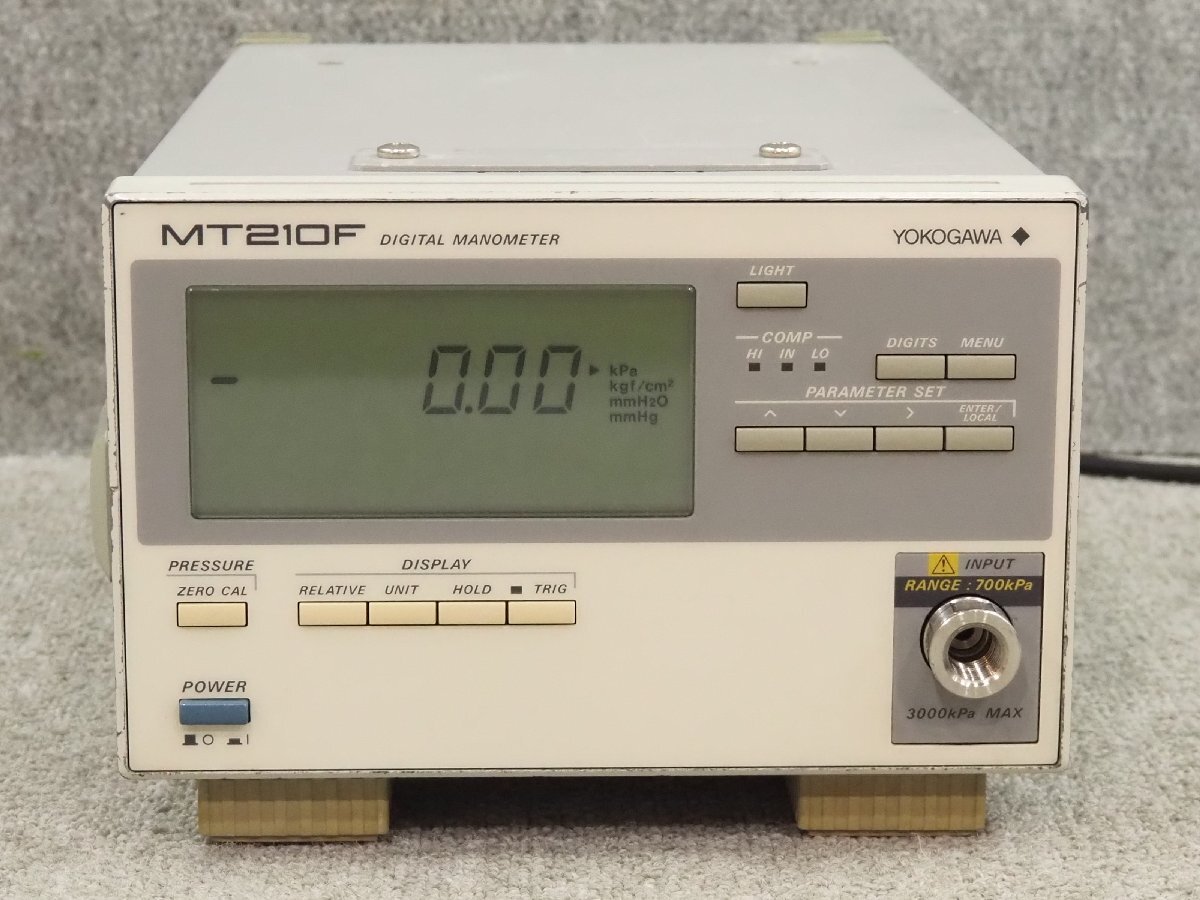 MT210F DIGITAL MANOMETER YOKOGAWA
LIGHT
COMP
HI IN LO
DIGITS MENU
- 0.00
kPa
kgf/cm²
mmH2O
mmHg
PARAMETER SET
ENTER/
LOCAL
PRESSURE
ZERO CAL
DISPLAY
RELATIVE UNIT HOLD TRIG
POWER
INPUT
RANGE : 700kPa
3000kPa MAX